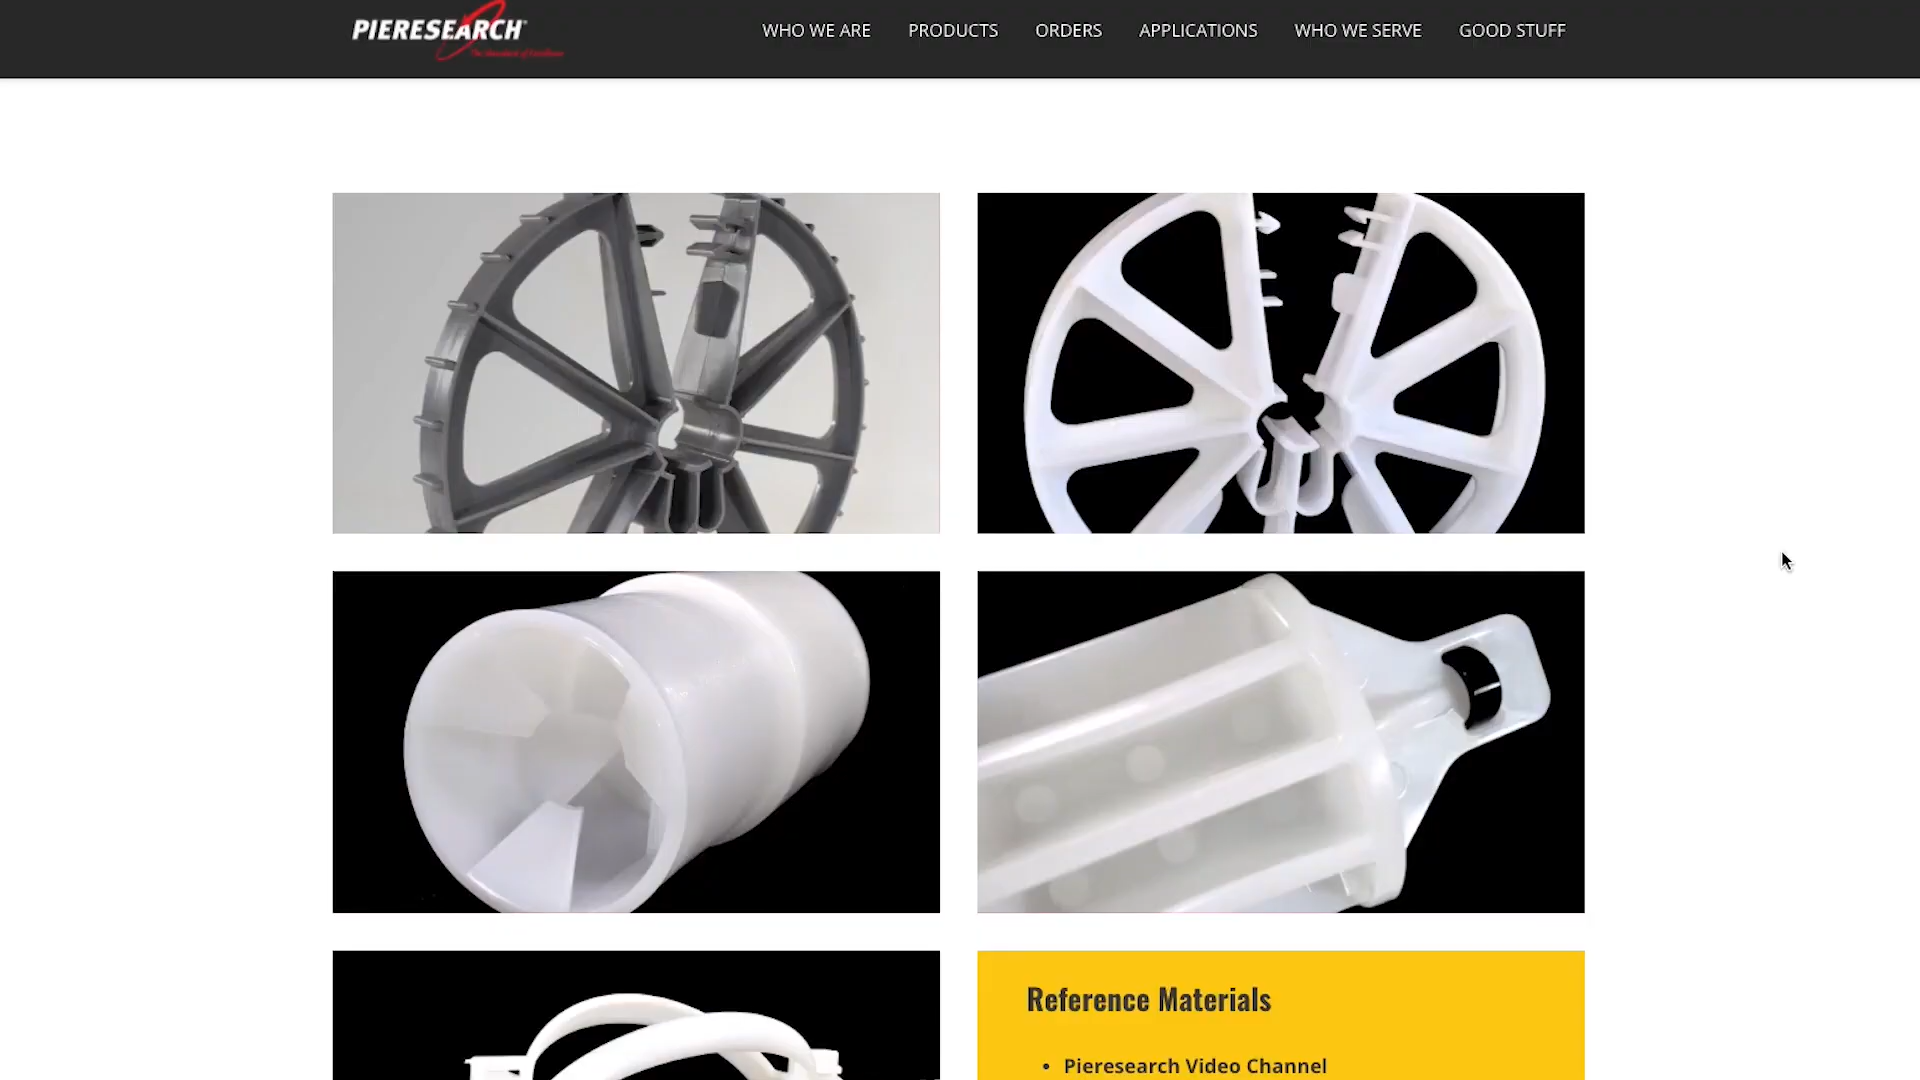 PIERESEARCH
WHO WE ARE
PRODUCTS
ORDERS
APPLICATIONS
WHO WE SERVE
GOOD STUFF
Reference Materials
• Pieresearch Video Channel